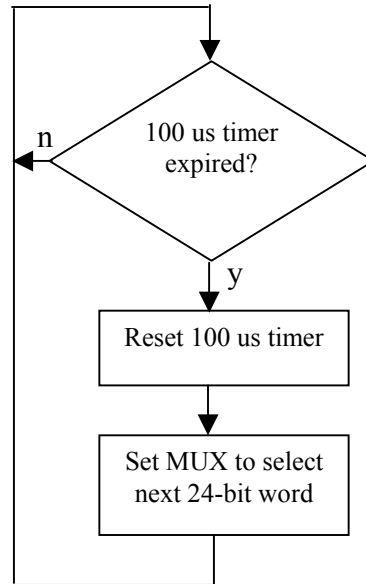 100 us timer
expired?
n
y
Reset 100 us timer
Set MUX to select
next 24-bit word